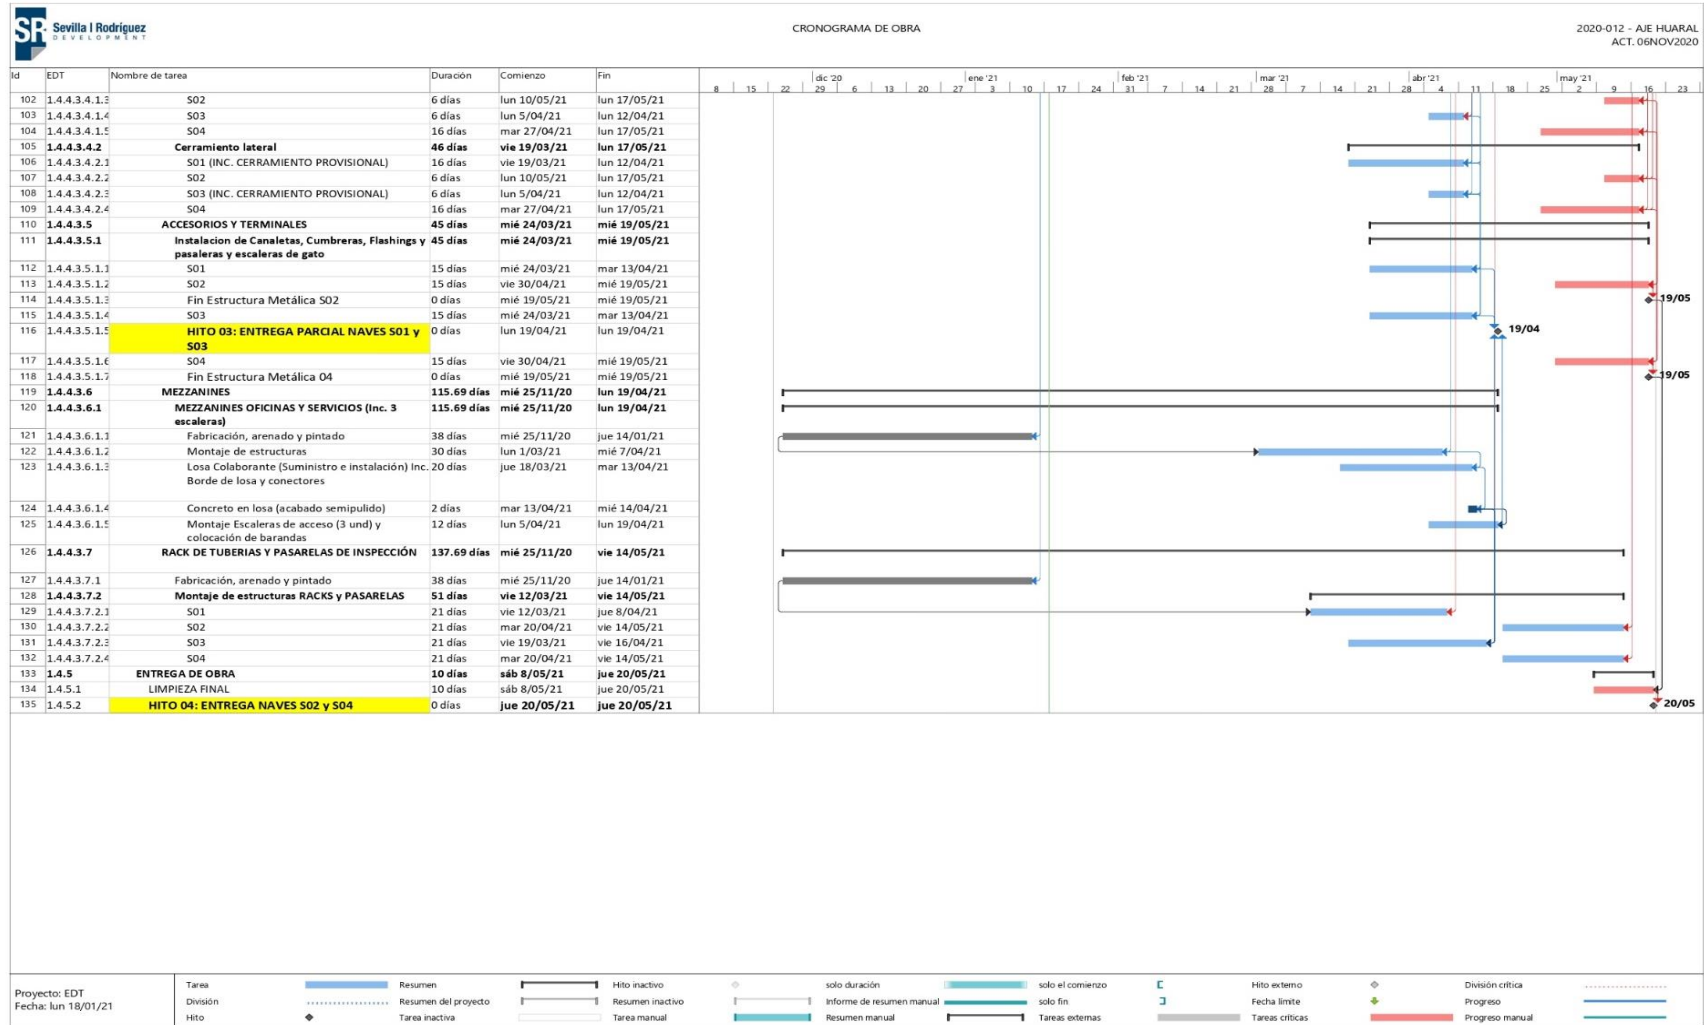 SR Sevilla | Rodríguez
DEVELOPMENT
CRONOGRAMA DE OBRA
2020-012 - AJE HUARAL
ACT. 06NOV2020
Id EDT Nombre de tarea Duración Comienzo Fin
dic '20 ene '21 feb '21 mar '21 abr '21 may '21
8 15 22 29 6 13 20 27 3 10 17 24 31 7 14 21 28 7 14 21 28 4 11 18 25 2 9 16 23
102 1.4.4.3.4.1.3 S02 6 días lun 10/05/21 lun 17/05/21
103 1.4.4.3.4.1.4 S03 6 días lun 5/04/21 lun 12/04/21
104 1.4.4.3.4.1.5 S04 16 días mar 27/04/21 lun 17/05/21
105 1.4.4.3.4.2 Cerramiento lateral 46 días vie 19/03/21 lun 17/05/21
106 1.4.4.3.4.2.1 S01 (INC. CERRAMIENTO PROVISIONAL) 16 días vie 19/03/21 lun 12/04/21
107 1.4.4.3.4.2.2 S02 6 días lun 10/05/21 lun 17/05/21
108 1.4.4.3.4.2.3 S03 (INC. CERRAMIENTO PROVISIONAL) 6 días lun 5/04/21 lun 12/04/21
109 1.4.4.3.4.2.4 S04 16 días mar 27/04/21 lun 17/05/21
110 1.4.4.3.5 ACCESORIOS Y TERMINALES 45 días mié 24/03/21 mié 19/05/21
111 1.4.4.3.5.1 Instalacion de Canaletas, Cumbreras, Flashings y 45 días mié 24/03/21 mié 19/05/21
pasaleras y escaleras de gato
112 1.4.4.3.5.1.1 S01 15 días mié 24/03/21 mar 13/04/21
113 1.4.4.3.5.1.2 S02 15 días vie 30/04/21 mié 19/05/21
114 1.4.4.3.5.1.3 Fin Estructura Metálica S02 0 días mié 19/05/21 mié 19/05/21 19/05
115 1.4.4.3.5.1.4 S03 15 días mié 24/03/21 mar 13/04/21
116 1.4.4.3.5.1.5 HITO 03: ENTREGA PARCIAL NAVES S01 y 0 días lun 19/04/21 lun 19/04/21 19/04
S03
117 1.4.4.3.5.1.6 S04 15 días vie 30/04/21 mié 19/05/21
118 1.4.4.3.5.1.7 Fin Estructura Metálica 04 0 días mié 19/05/21 mié 19/05/21 19/05
119 1.4.4.3.6 MEZZANINES 115.69 días mié 25/11/20 lun 19/04/21
120 1.4.4.3.6.1 MEZZANINES OFICINAS Y SERVICIOS (Inc. 3 115.69 días mié 25/11/20 lun 19/04/21
escaleras)
121 1.4.4.3.6.1.1 Fabricación, arenado y pintado 38 días mié 25/11/20 jue 14/01/21
122 1.4.4.3.6.1.2 Montaje de estructuras 30 días lun 1/03/21 mié 7/04/21
123 1.4.4.3.6.1.3 Losa Colaborante (Suministro e instalación) Inc. 20 días jue 18/03/21 mar 13/04/21
Borde de losa y conectores
124 1.4.4.3.6.1.4 Concreto en losa (acabado semipulido) 2 días mar 13/04/21 mié 14/04/21
125 1.4.4.3.6.1.5 Montaje Escaleras de acceso (3 und) y 12 días lun 5/04/21 lun 19/04/21
colocación de barandas
126 1.4.4.3.7 RACK DE TUBERIAS Y PASARELAS DE INSPECCIÓN 137.69 días mié 25/11/20 vie 14/05/21
127 1.4.4.3.7.1 Fabricación, arenado y pintado 38 días mié 25/11/20 jue 14/01/21
128 1.4.4.3.7.2 Montaje de estructuras RACKS y PASARELAS 51 días vie 12/03/21 vie 14/05/21
129 1.4.4.3.7.2.1 S01 21 días vie 12/03/21 jue 8/04/21
130 1.4.4.3.7.2.2 S02 21 días mar 20/04/21 vie 14/05/21
131 1.4.4.3.7.2.3 S03 21 días vie 19/03/21 vie 16/04/21
132 1.4.4.3.7.2.4 S04 21 días mar 20/04/21 vie 14/05/21
133 1.4.5 ENTREGA DE OBRA 10 días sáb 8/05/21 jue 20/05/21
134 1.4.5.1 LIMPIEZA FINAL 10 días sáb 8/05/21 jue 20/05/21
135 1.4.5.2 HITO 04: ENTREGA NAVES S02 y S04 0 días jue 20/05/21 jue 20/05/21 20/05
Proyecto: EDT
Fecha: lun 18/01/21
Tarea Resumen Hito inactivo solo duración solo el comienzo Hito externo División crítica
División Resumen del proyecto Resumen inactivo Informe de resumen manual solo fin Fecha límite Progreso
Hito Tarea inactiva Tarea manual Resumen manual Tareas externas Tareas críticas Progreso manual